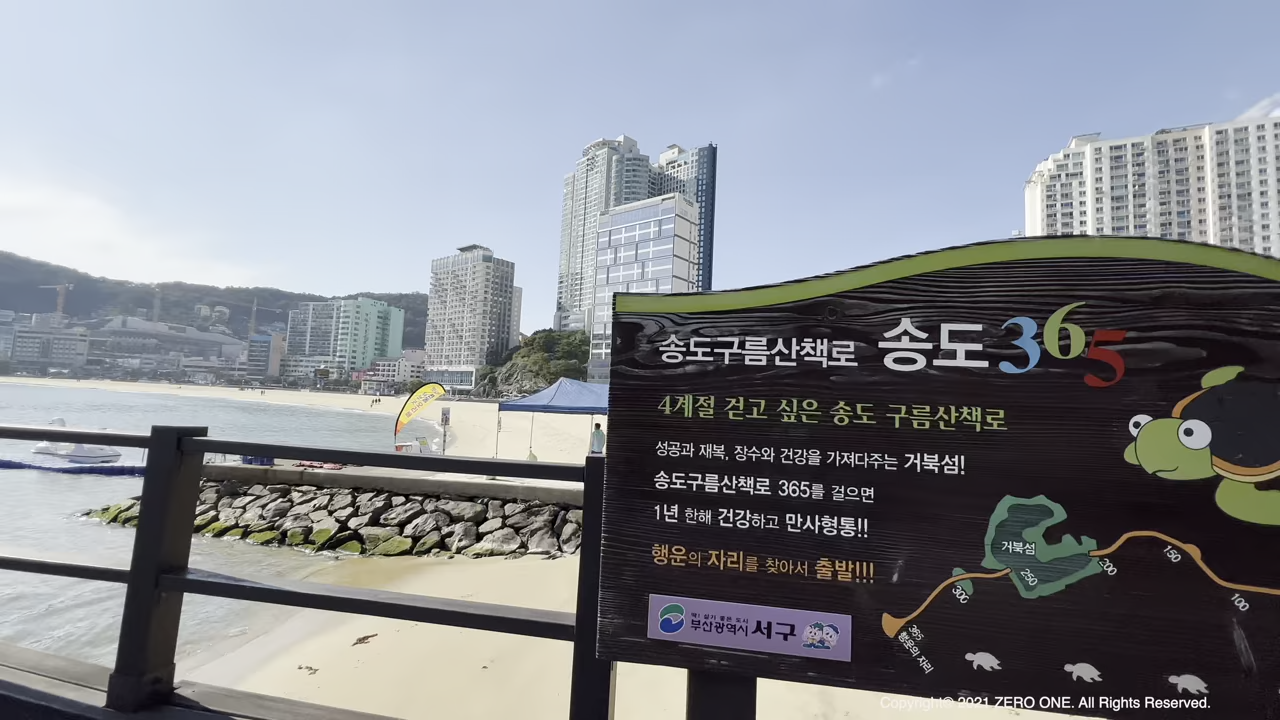 송도구름산책로 송도 365
4계절 걷고 싶은 송도 구름산책로
성공과 재복, 장수와 건강을 가져다주는 거북섬!
송도구름산책로 365를 걸으면
1년 한해 건강하고 만사형통!!
행운의 자리를 찾아서 출발!!!
부산광역시 서구
거북섬
150
200
250
300
100
365
행운의 자리
Copyright© 2021 ZERO ONE. All Rights Reserved.